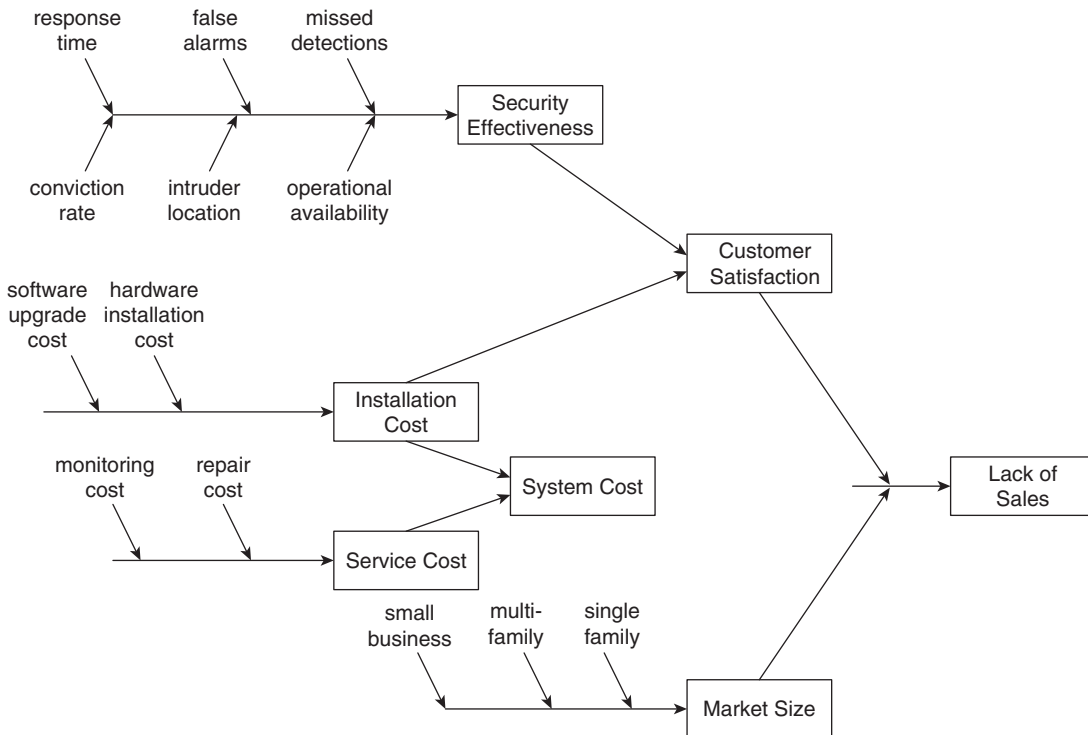 response
time
false
alarms
missed
detections
Security
Effectiveness
conviction
rate
intruder
location
operational
availability
Customer
Satisfaction
software
upgrade
cost
hardware
installation
cost
Installation
Cost
monitoring
cost
repair
cost
System Cost
Lack of
Sales
Service Cost
small
business
multi-
family
single
family
Market Size